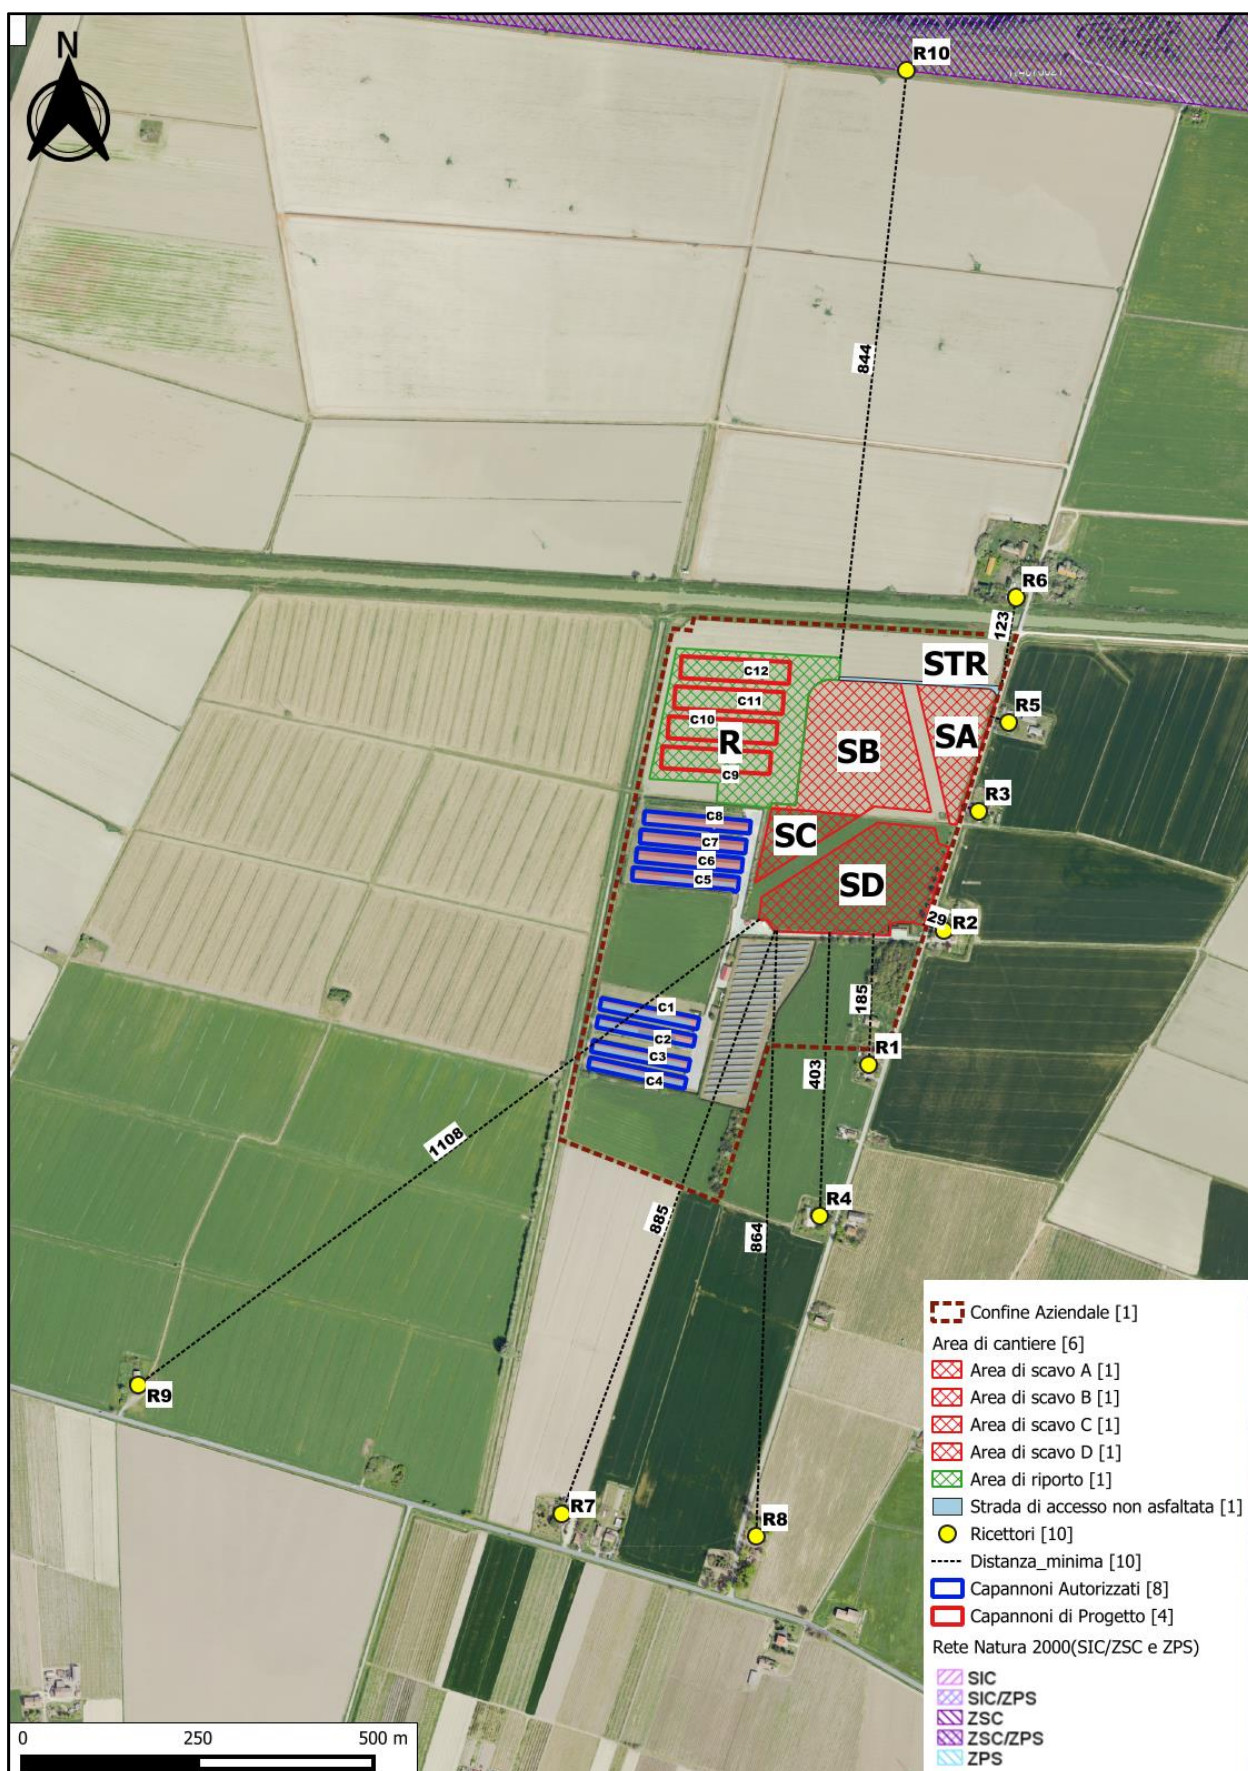 N
R10
844
R6
123
STR
C12
C11
C10
R
C9
SB
SA
R5
R3
C8
C7
C6
C5
SC
SD
29
R2
185
C1
C2
C3
C4
R1
403
1108
R4
885
864
R9
R7
R8
Confine Aziendale [1]
Area di cantiere [6]
Area di scavo A [1]
Area di scavo B [1]
Area di scavo C [1]
Area di scavo D [1]
Area di riporto [1]
Strada di accesso non asfaltata [1]
Ricettori [10]
Distanza_minima [10]
Capannoni Autorizzati [8]
Capannoni di Progetto [4]
Rete Natura 2000(SIC/ZSC e ZPS)
SIC
SIC/ZPS
ZSC
ZSC/ZPS
ZPS
0 250 500 m